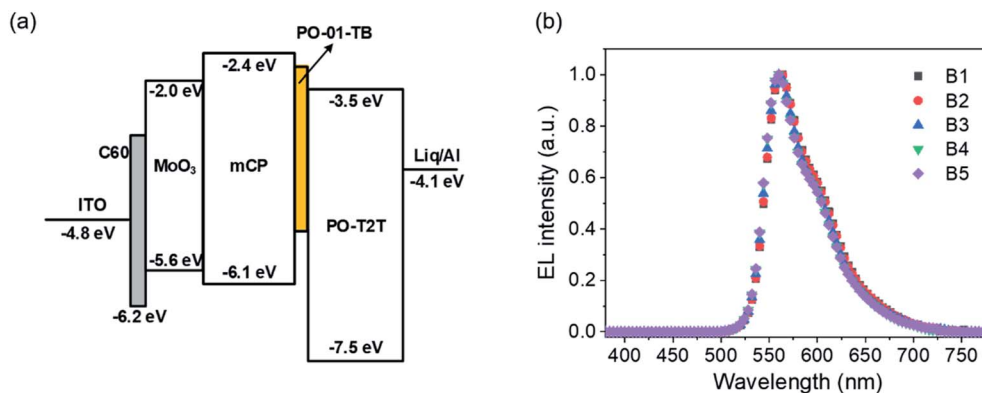 (a)
PO-01-TB
-2.4 eV
-2.0 eV
-3.5 eV
C60
MoO₃
mCP
Liq/Al
-4.1 eV
ITO
-4.8 eV
PO-T2T
-5.6 eV
-6.1 eV
-6.2 eV
-7.5 eV
(b)
EL intensity (a.u.)
1.0
0.8
0.6
0.4
0.2
0.0
B1
B2
B3
B4
B5
400 450 500 550 600 650 700 750
Wavelength (nm)